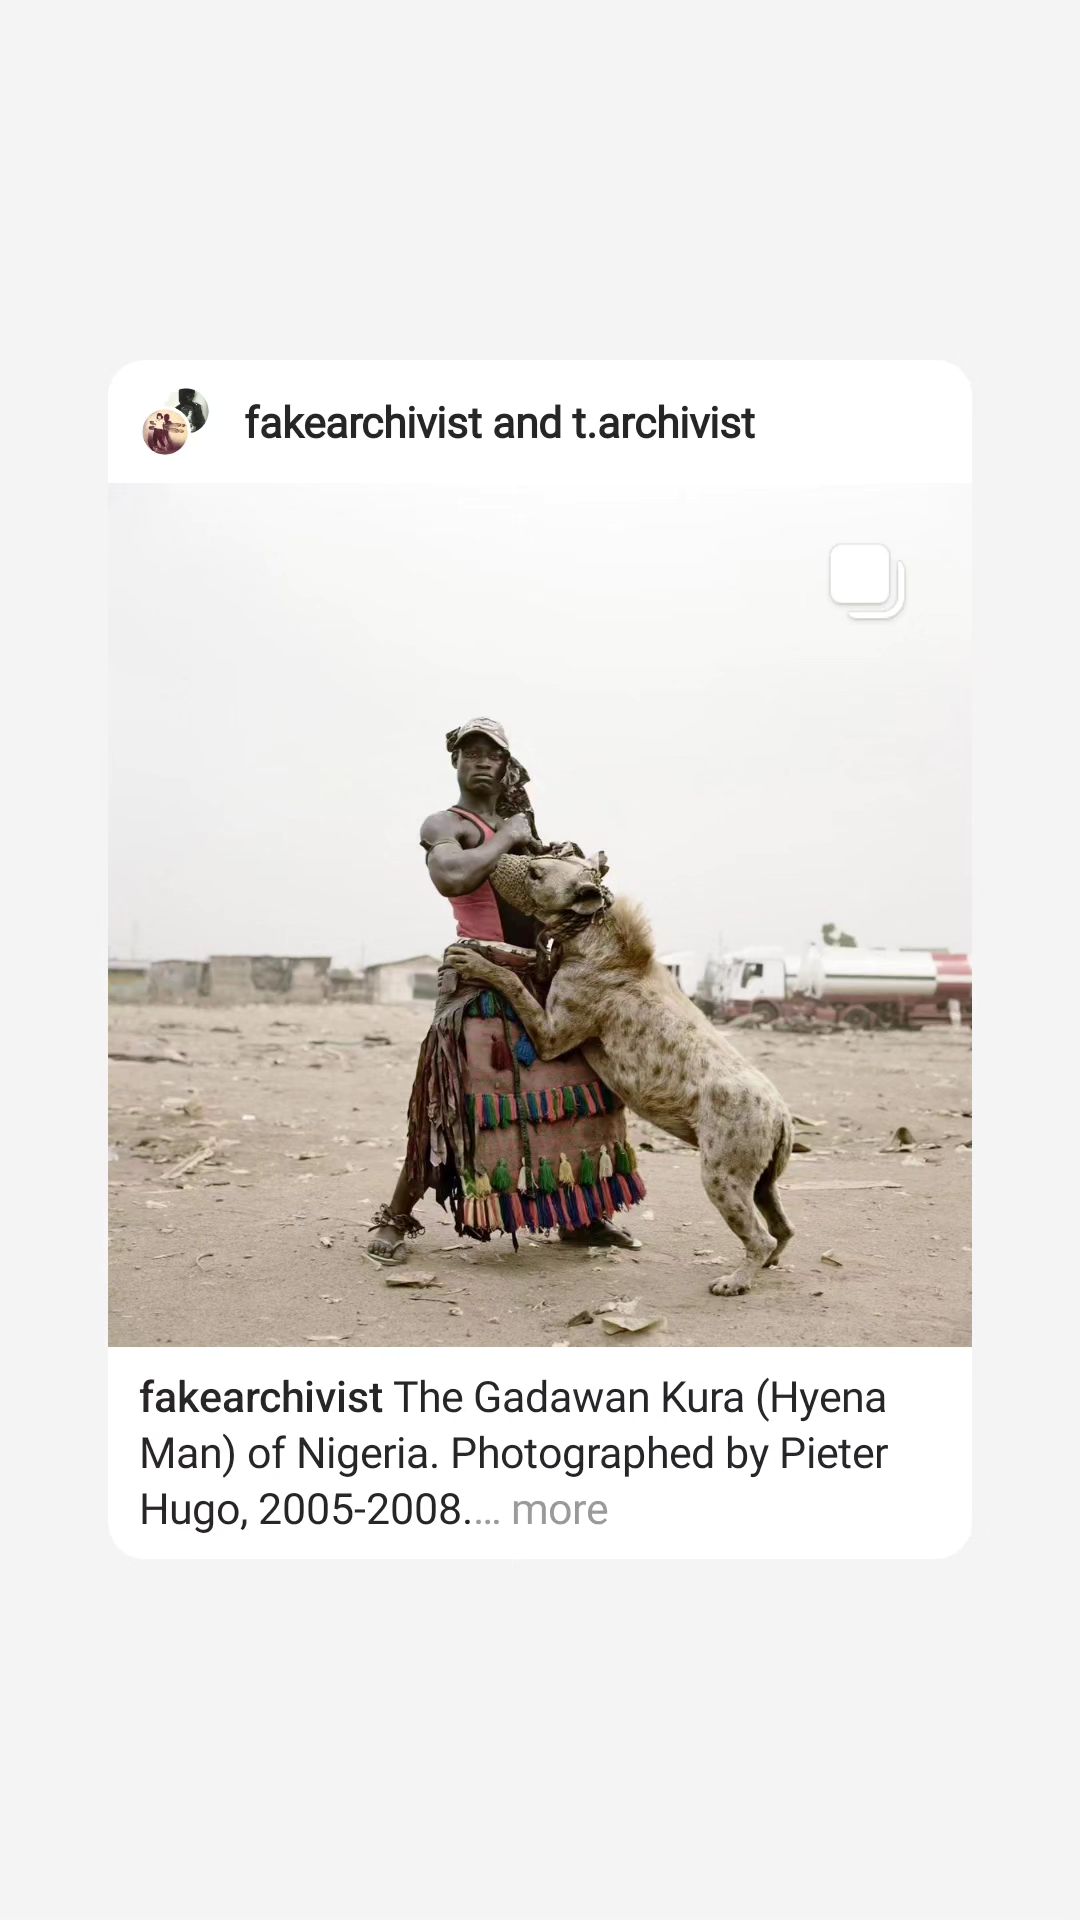 fakearchivist and t.archivist
fakearchivist The Gadawan Kura (Hyena
Man) of Nigeria. Photographed by Pieter
Hugo, 2005-2008.... more